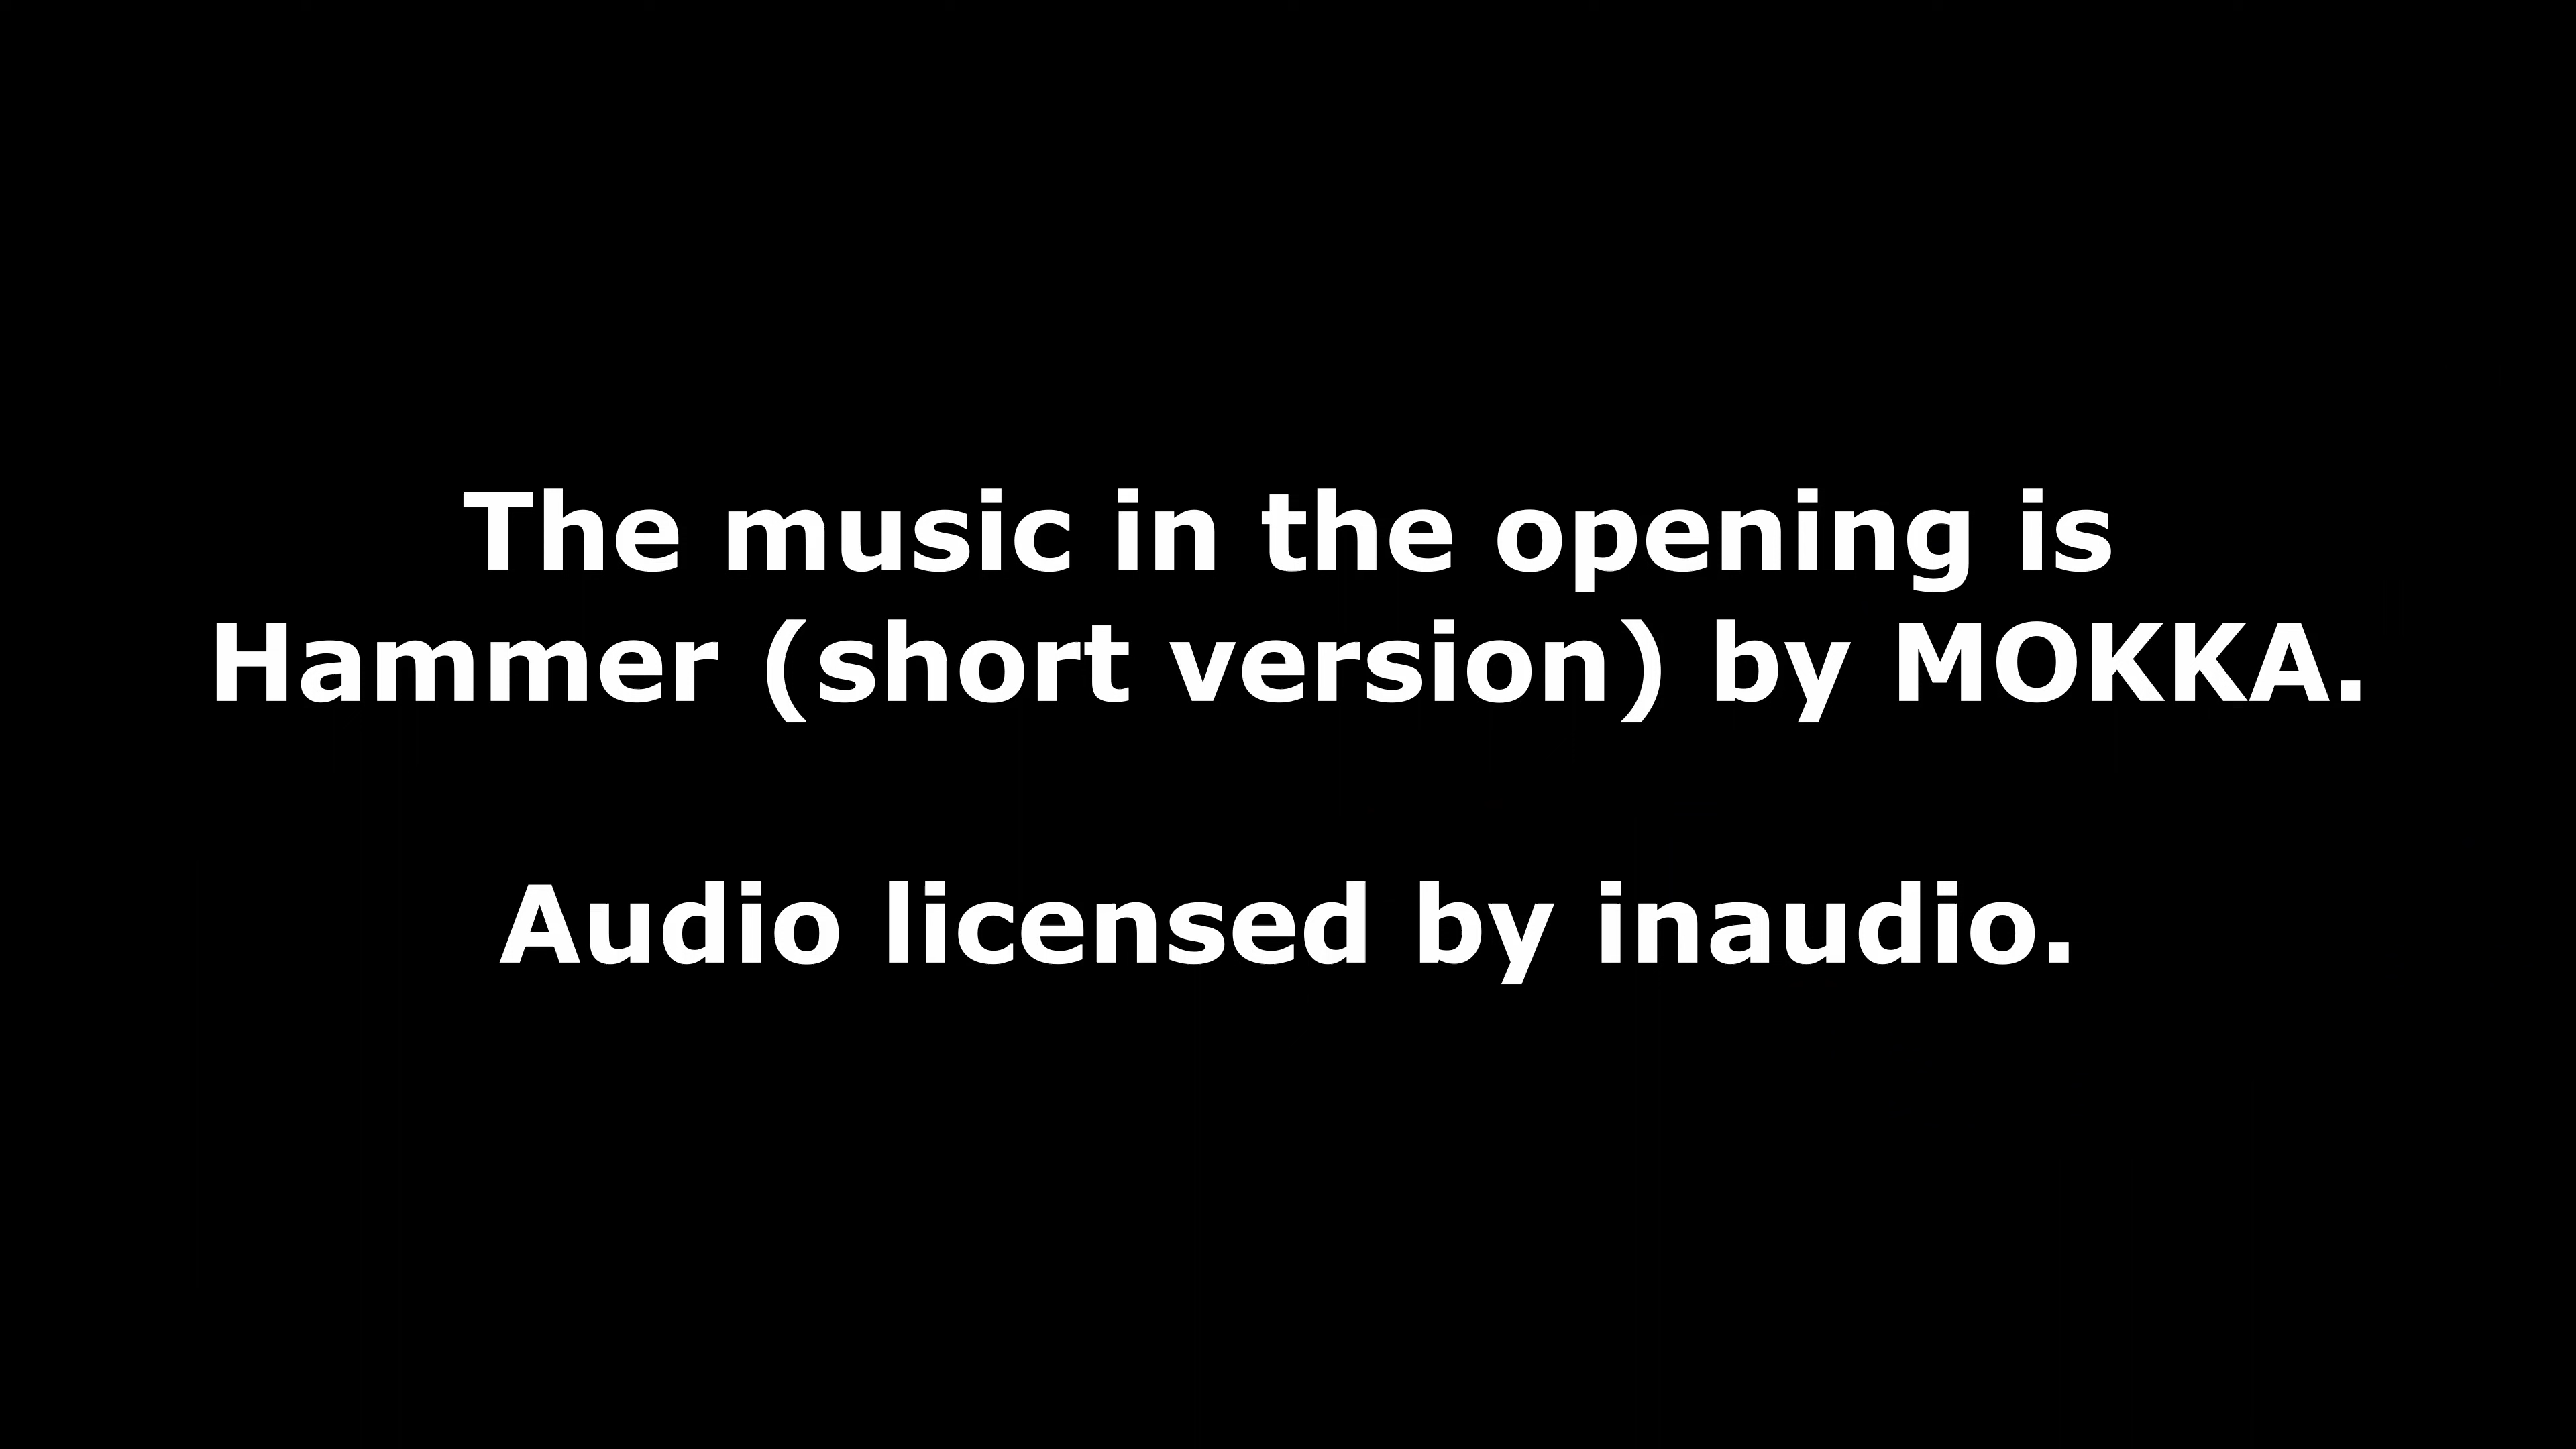 The music in the opening is
Hammer (short version) by MOKKA.
Audio licensed by inaudio.